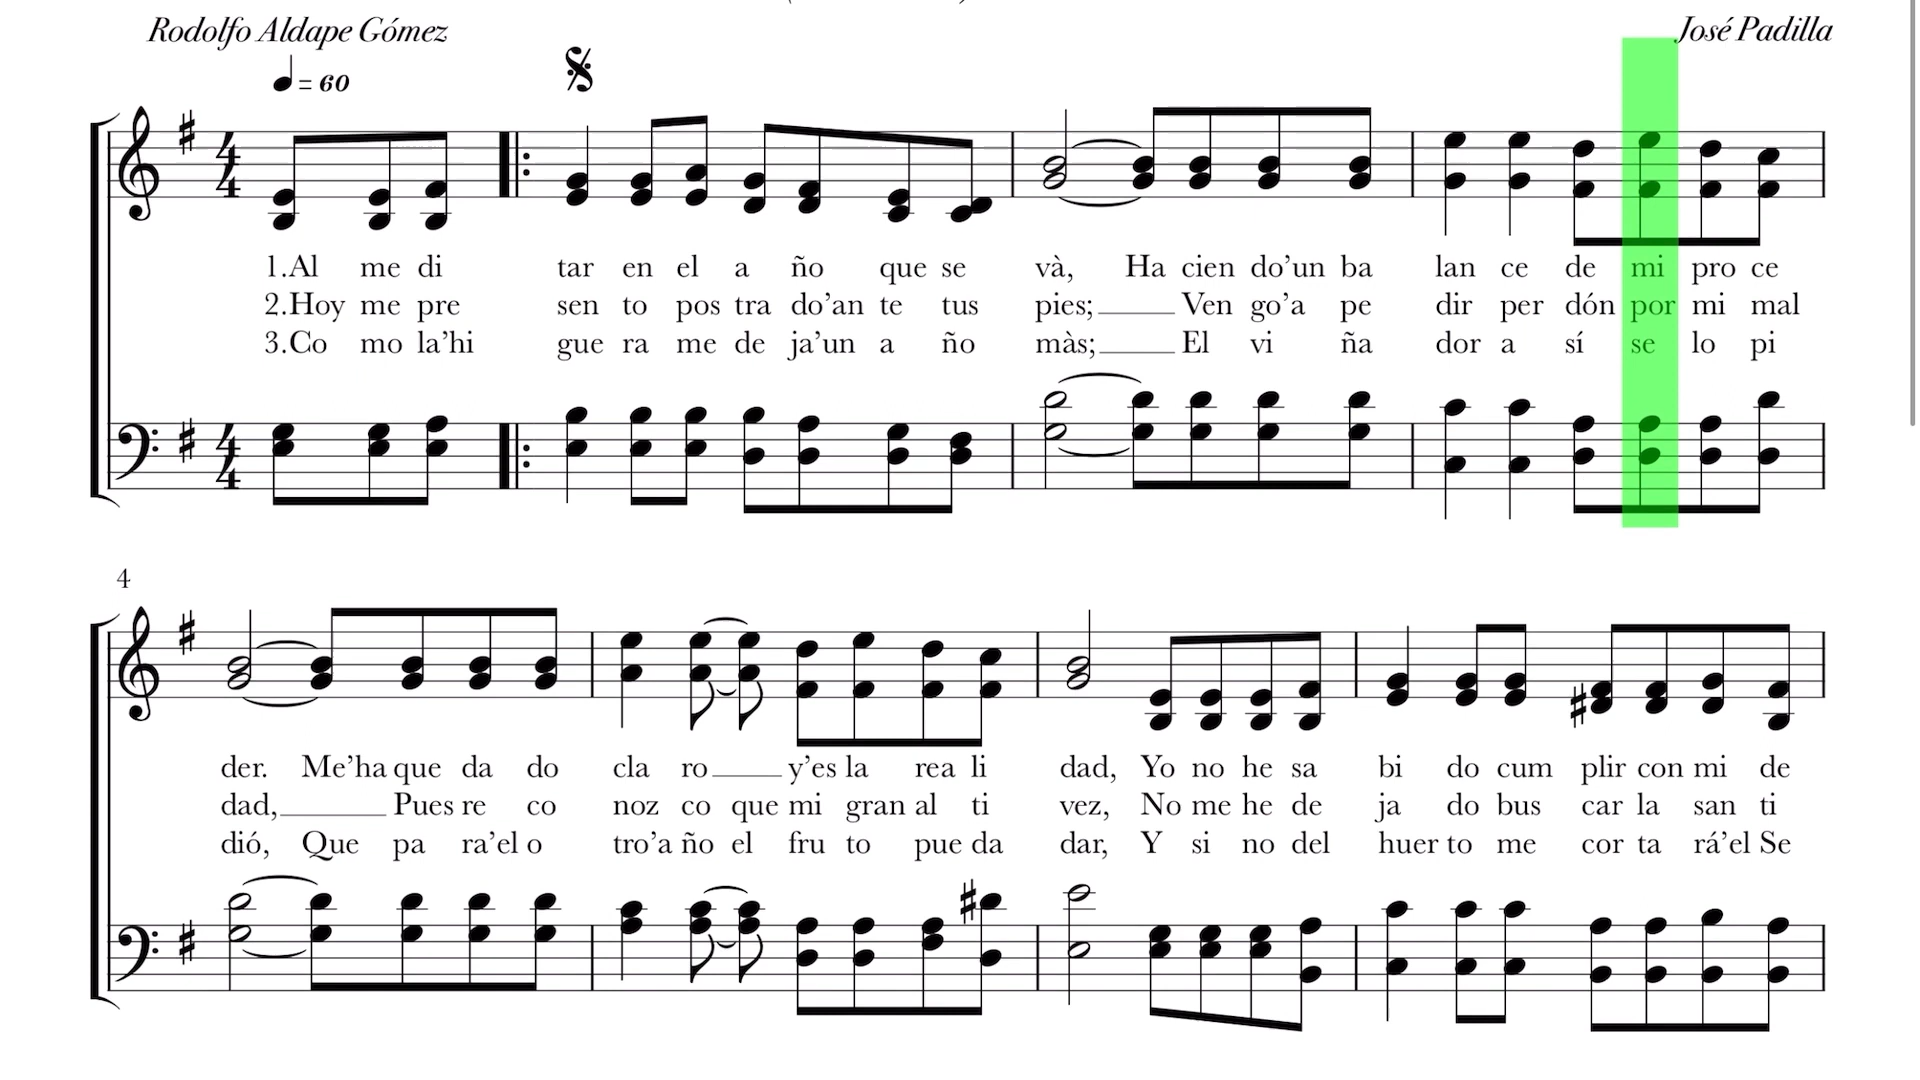 Rodolfo Aldape Gómez
José Padilla
= 60
4 4
1.Al me di tar en el a ño que se và, Ha cien do’un ba lan ce de mi pro ce
2.Hoy me pre sen to pos tra do’an te tus pies; Ven go’a pe dir per dón por mi mal
3.Co mo la’hi gue ra me de ja’un a ño màs; El vi ña dor a sí se lo pi
4 4
4
der. Me’ha que da do cla ro y’es la rea li dad, Yo no he sa bi do cum plir con mi de
dad, Pues re co noz co que mi gran al ti vez, No me he de ja do bus car la san ti
dió, Que pa ra’el o tro’a ño el fru to pue da dar, Y si no del huer to me cor ta rá’el Se